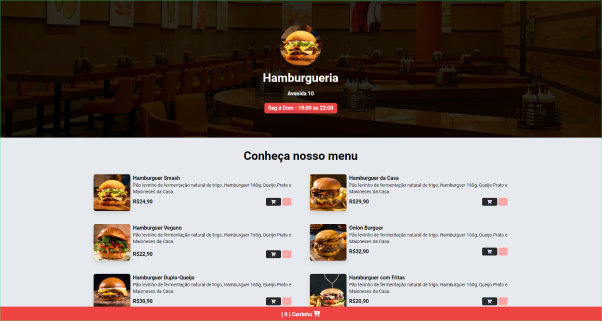 Hamburgueria
Avenida 10
Seg á Dom - 18:00 as 22:00
Conheça nosso menu
Hamburguer Smash
Pão levinho de fermentação natural de trigo, Hamburguer 160g, Queijo Prato e
Maioneses da Casa.
R$24,90
Hamburguer da Casa
Pão levinho de fermentação natural de trigo, Hamburguer 160g, Queijo Prato e
Maioneses da Casa.
R$29,90
Hamburguer Vegano
Pão levinho de fermentação natural de trigo, Hamburguer 160g, Queijo Prato e
Maioneses da Casa.
R$22,90
Onion Burguer
Pão levinho de fermentação natural de trigo, Hamburguer 160g, Queijo Prato e
Maioneses da Casa.
R$32,90
Hamburguer Duplo-Queijo
Pão levinho de fermentação natural de trigo, Hamburguer 160g, Queijo Prato e
Maioneses da Casa.
R$30,90
Hamburguer com Fritas
Pão levinho de fermentação natural de trigo, Hamburguer 160g, Queijo Prato e
Maioneses da Casa.
R$20,90
( 0 ) Carrinho